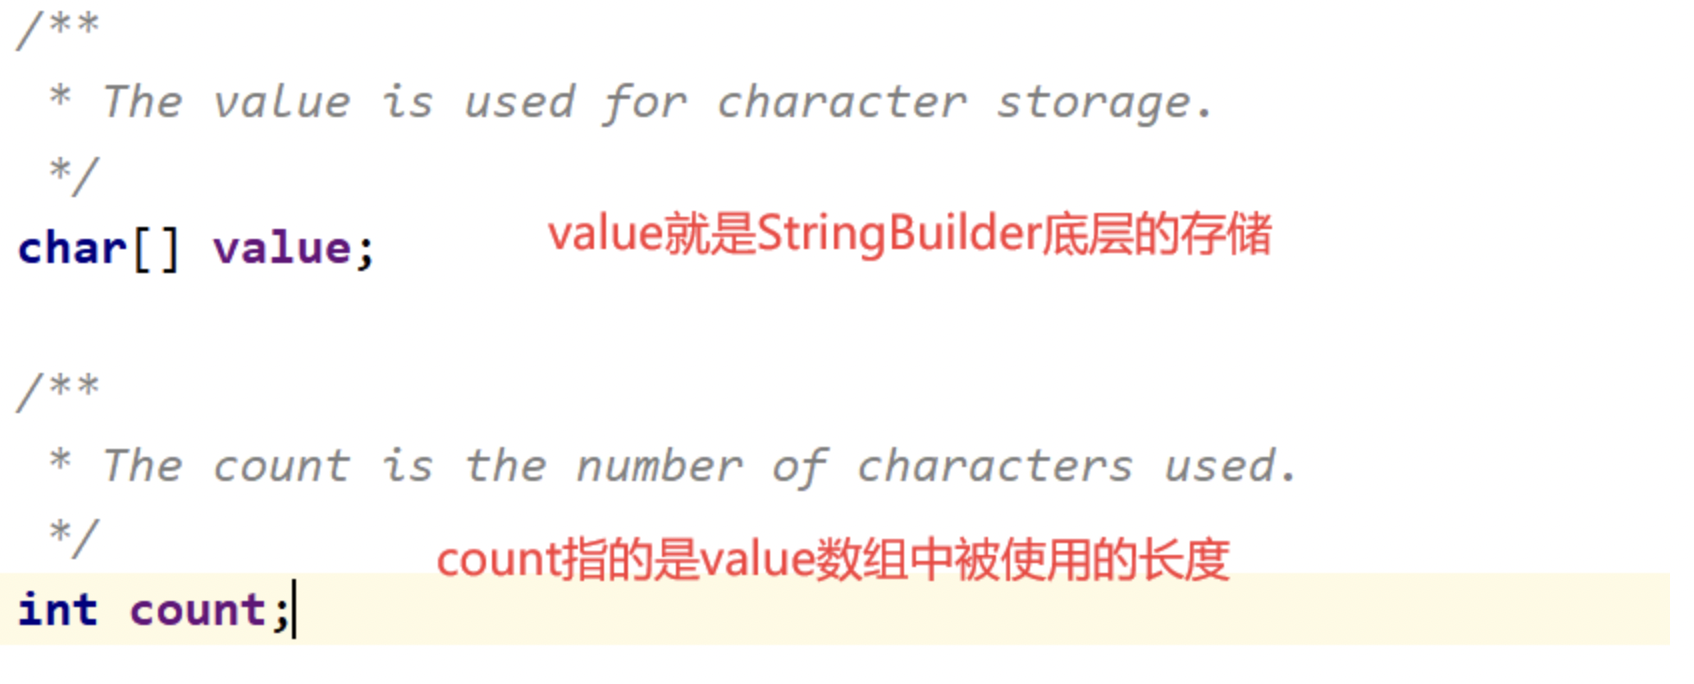 /**
* The value is used for character storage.
*/
char[] value;
value就是StringBuilder底层的存储
/**
* The count is the number of characters used.
*/
count指的是value数组中被使用的长度
int count;